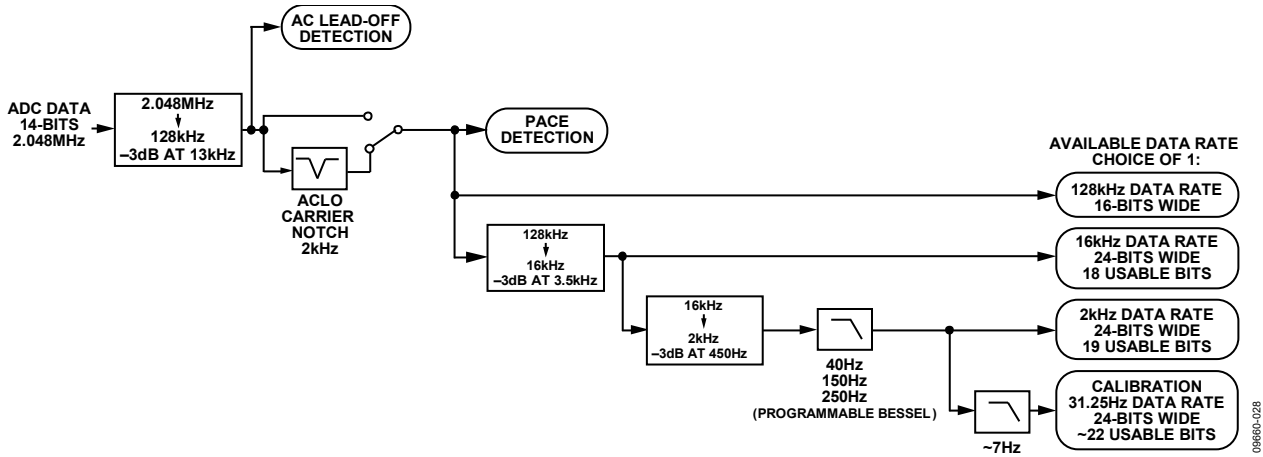 AC LEAD-OFF
DETECTION
ADC DATA
14-BITS
2.048MHz
2.048MHz
128kHz
–3dB AT 13kHz
ACLO
CARRIER
NOTCH
2kHz
PACE
DETECTION
AVAILABLE DATA RATE
CHOICE OF 1:
128kHz DATA RATE
16-BITS WIDE
128kHz
16kHz
–3dB AT 3.5kHz
16kHz DATA RATE
24-BITS WIDE
18 USABLE BITS
16kHz
2kHz
–3dB AT 450Hz
40Hz
150Hz
250Hz
(PROGRAMMABLE BESSEL)
2kHz DATA RATE
24-BITS WIDE
19 USABLE BITS
~7Hz
CALIBRATION
31.25Hz DATA RATE
24-BITS WIDE
~22 USABLE BITS
09660-028